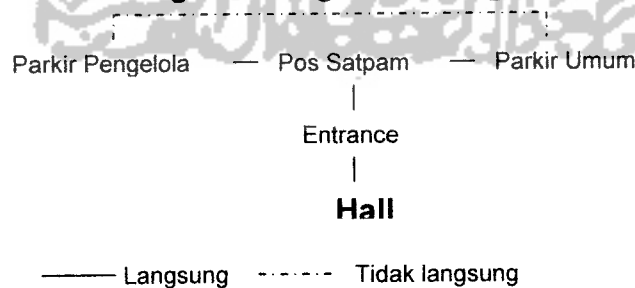 Parkir Pengelola — Pos Satpam — Parkir Umum
Entrance
Hall
Langsung Tidak langsung